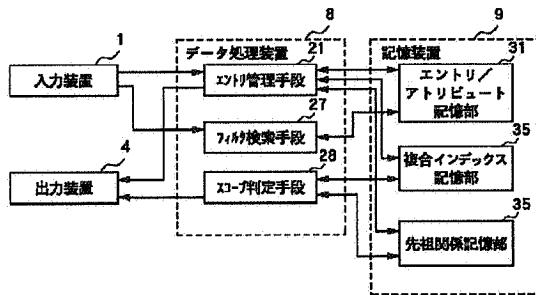 8
9
1
データ処理装置
21
記憶装置
31
入力装置
エントリ管理手段
エントリ/
アトリビュート
記憶部
27
フィルタ検索手段
4
28
35
出力装置
スコープ判定手段
複合インデックス
記憶部
35
先祖関係記憶部